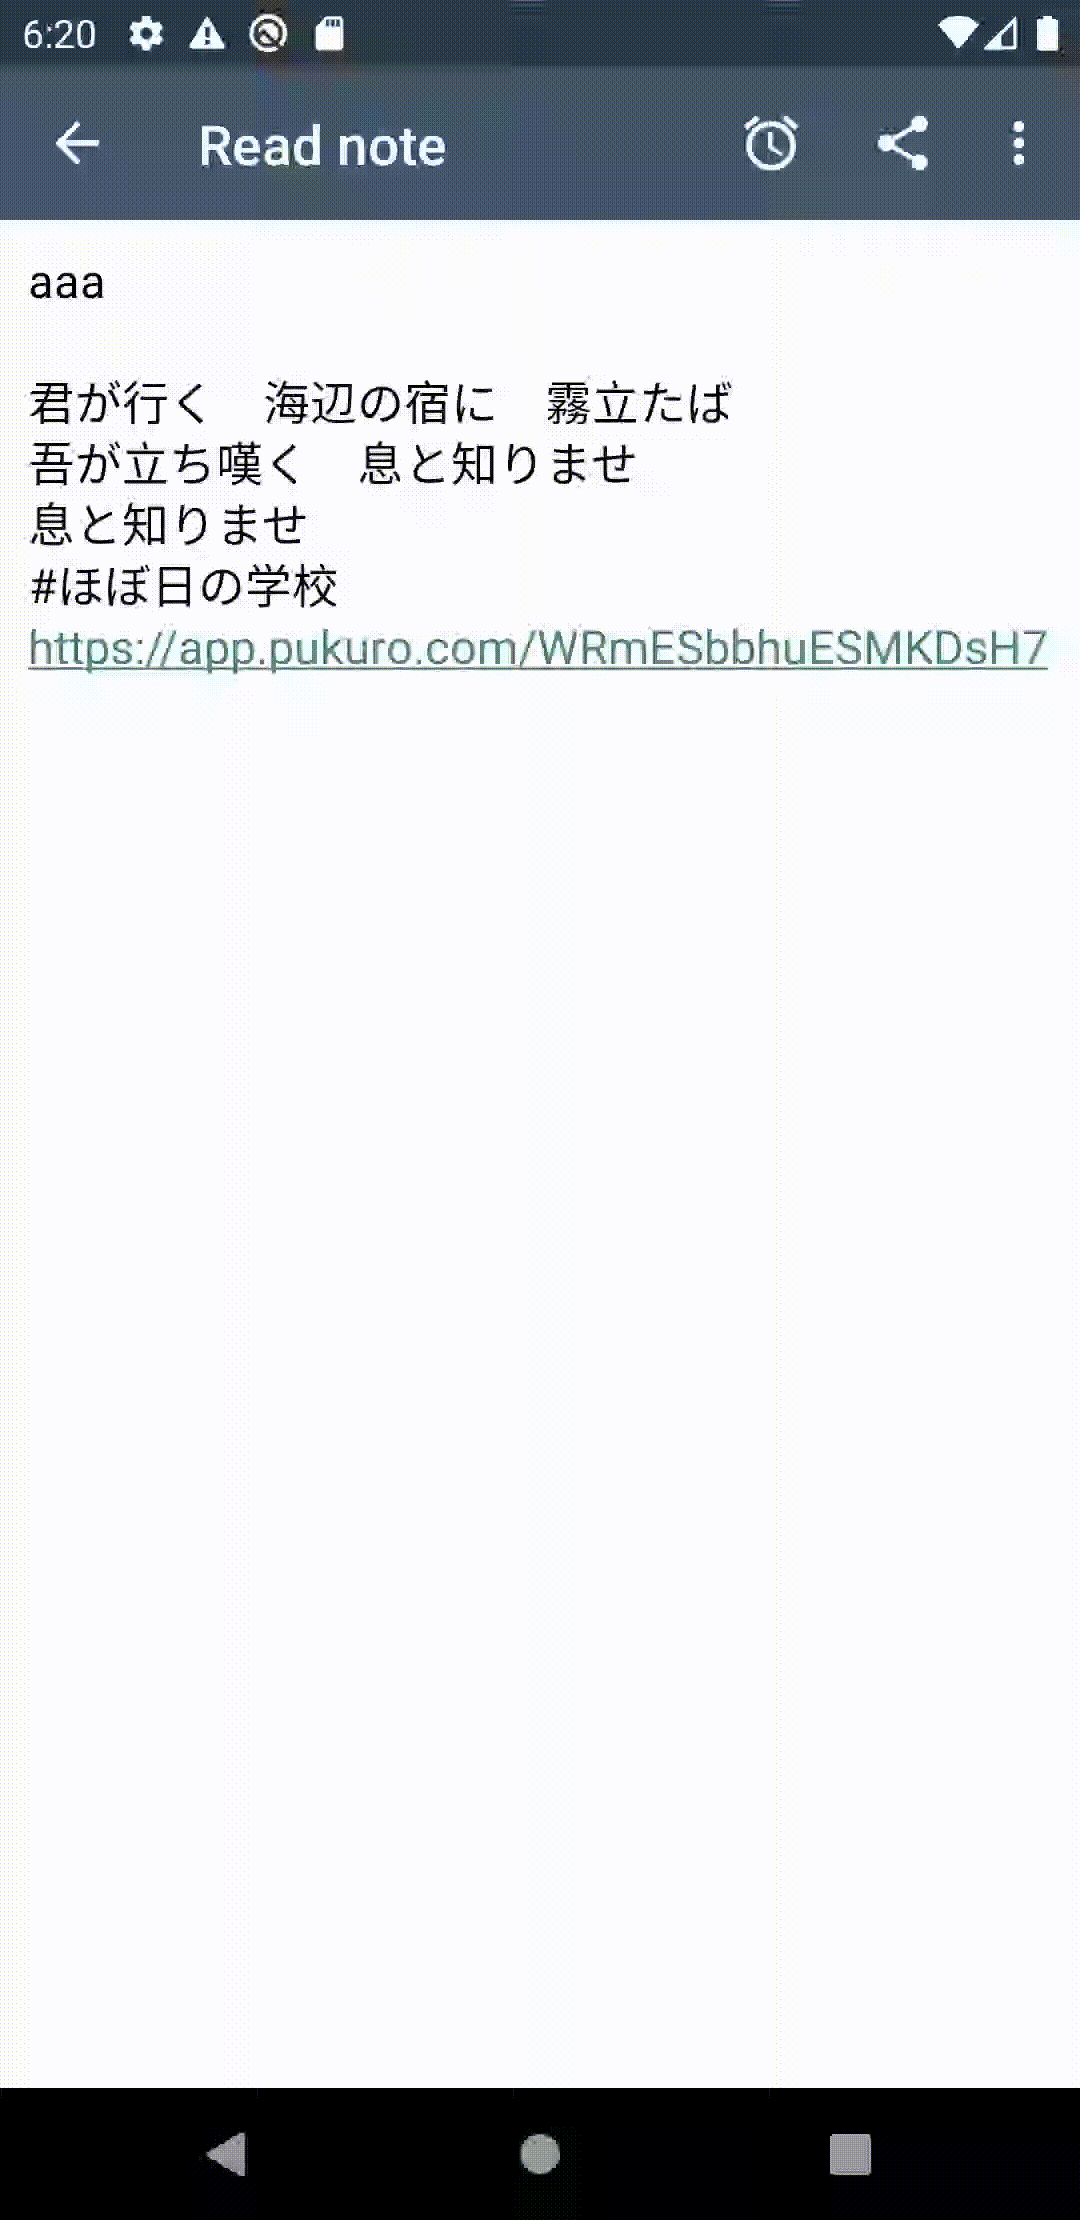 6:20
Read note
aaa
君が行く　海辺の宿に　霧立たば
吾が立ち嘆く　息と知りませ
息と知りませ
#ほぼ日の学校
https://app.pukuro.com/WRmESbbhuESMKDsH7